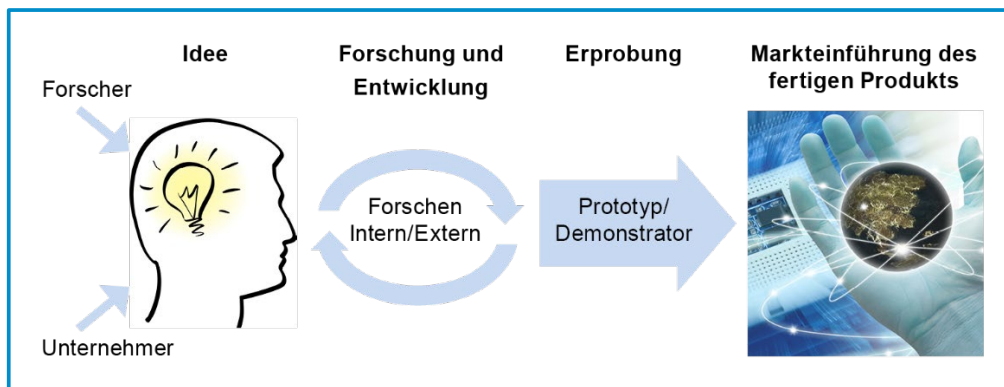 Idee
Forschung und
Entwicklung
Erprobung
Markteinführung des
fertigen Produkts
Forscher
Unternehmer
Forschen
Intern/Extern
Prototyp/
Demonstrator